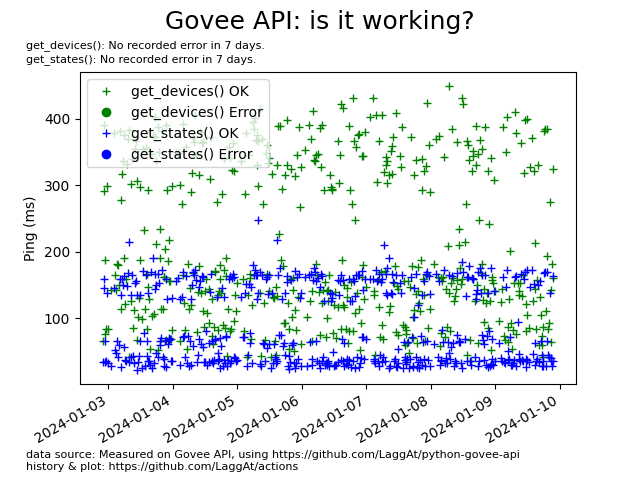 Govee API: is it working?
get_devices(): No recorded error in 7 days.
get_states(): No recorded error in 7 days.
get_devices() OK
get_devices() Error
get_states() OK
get_states() Error
Ping (ms)
400
300
200
100
2024-01-03
2024-01-04
2024-01-05
2024-01-06
2024-01-07
2024-01-08
2024-01-09
2024-01-10
data source: Measured on Govee API, using https://github.com/LaggAt/python-govee-api
history & plot: https://github.com/LaggAt/actions